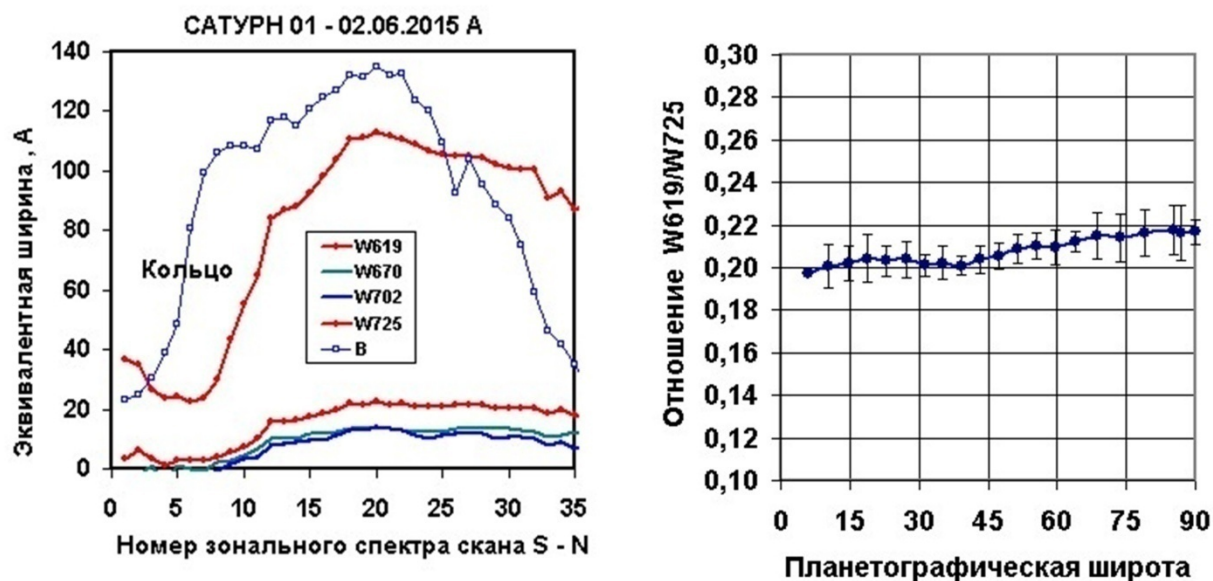 САТУРН 01 - 02.06.2015 А
Эквивалентная ширина , А
140
120
100
80
60
40
20
0
Кольцо
W619
W670
W702
W725
B
0 5 10 15 20 25 30 35
Номер зонального спектра скана S - N
Отношение W619/W725
0,30
0,28
0,26
0,24
0,22
0,20
0,18
0,16
0,14
0,12
0,10
0 15 30 45 60 75 90
Планетографическая широта